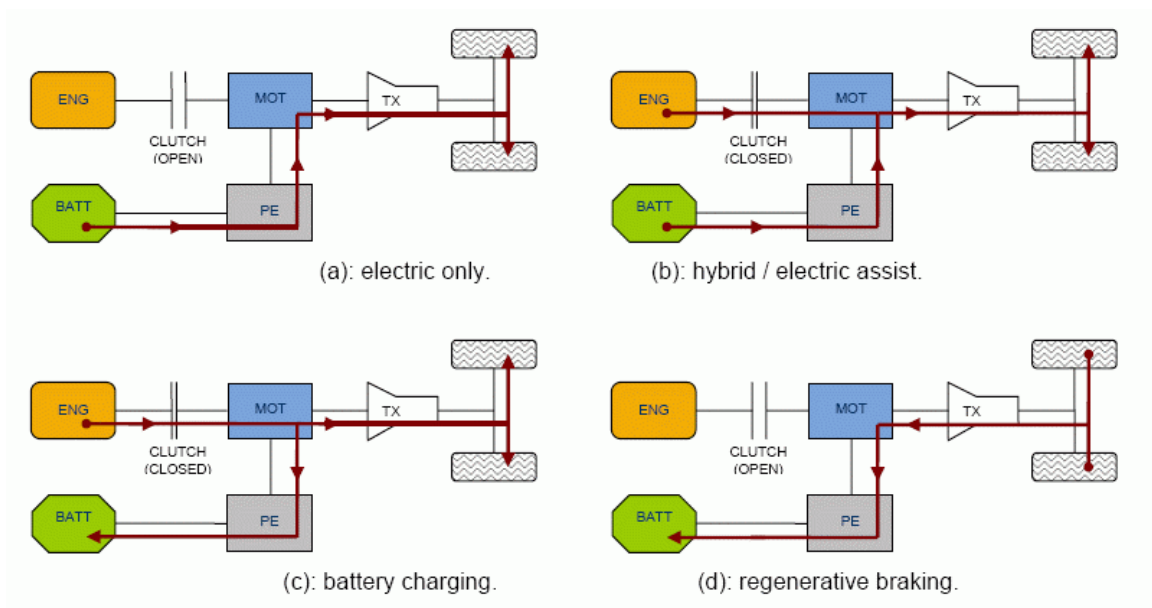 ENG
MOT
TX
CLUTCH
(OPEN)
BATT
PE
(a): electric only.
ENG
MOT
TX
CLUTCH
(CLOSED)
BATT
PE
(b): hybrid / electric assist.
ENG
MOT
TX
CLUTCH
(CLOSED)
BATT
PE
(c): battery charging.
ENG
MOT
TX
CLUTCH
(OPEN)
BATT
PE
(d): regenerative braking.